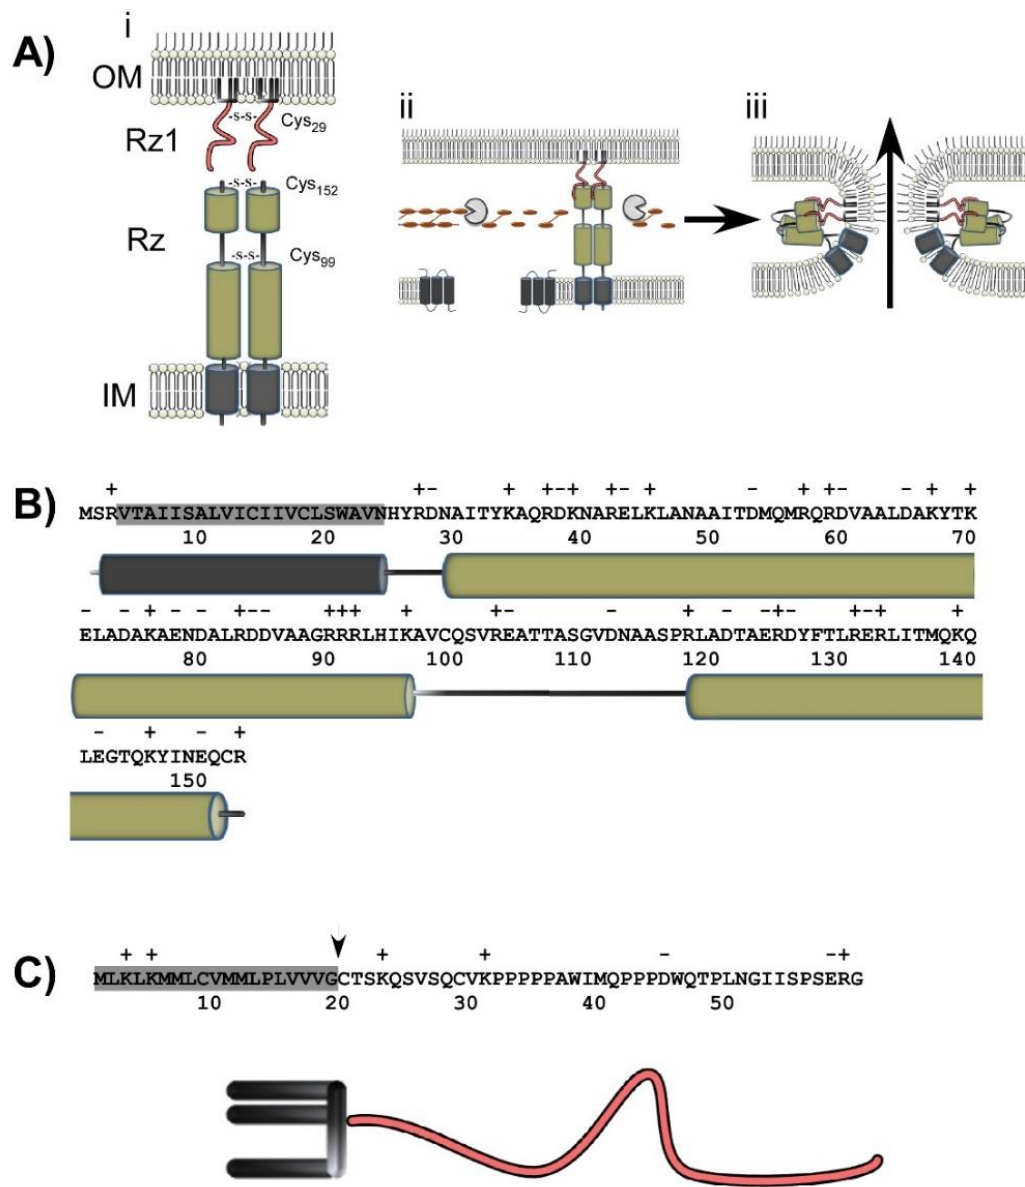 A)
i
OM
Rz1
-s-s-
Cys29
-s-s-
Cys152
Rz
-s-s-
Cys99
IM
ii
iii
B)
+ +- + +-+ +- + - + +- - + +
MSRVTAIISALVICIIVCLSWAVNHYRDNAITYKAQRDKNARELKLANAAITDMQMRQRDVAALDAKYTK
10 20 30 40 50 60 70
- - + - - +-- +++ + +- - + - -+- +-+ +
ELADAKAENDALRDDVAAGRRRLHIKAVCQSVREATTASGVDNAASPRLADTAERDYFTLRERLITMQKQ
80 90 100 110 120 130 140
- + - +
LEGTQKYINEQCR
150
C)
+ + + + - -+
MLKLKMMLCVMMLPLVVVGCTSKQSVSQCVKPPPPPAWIMQPPPDWQTPLNGIISPSERG
10 20 30 40 50